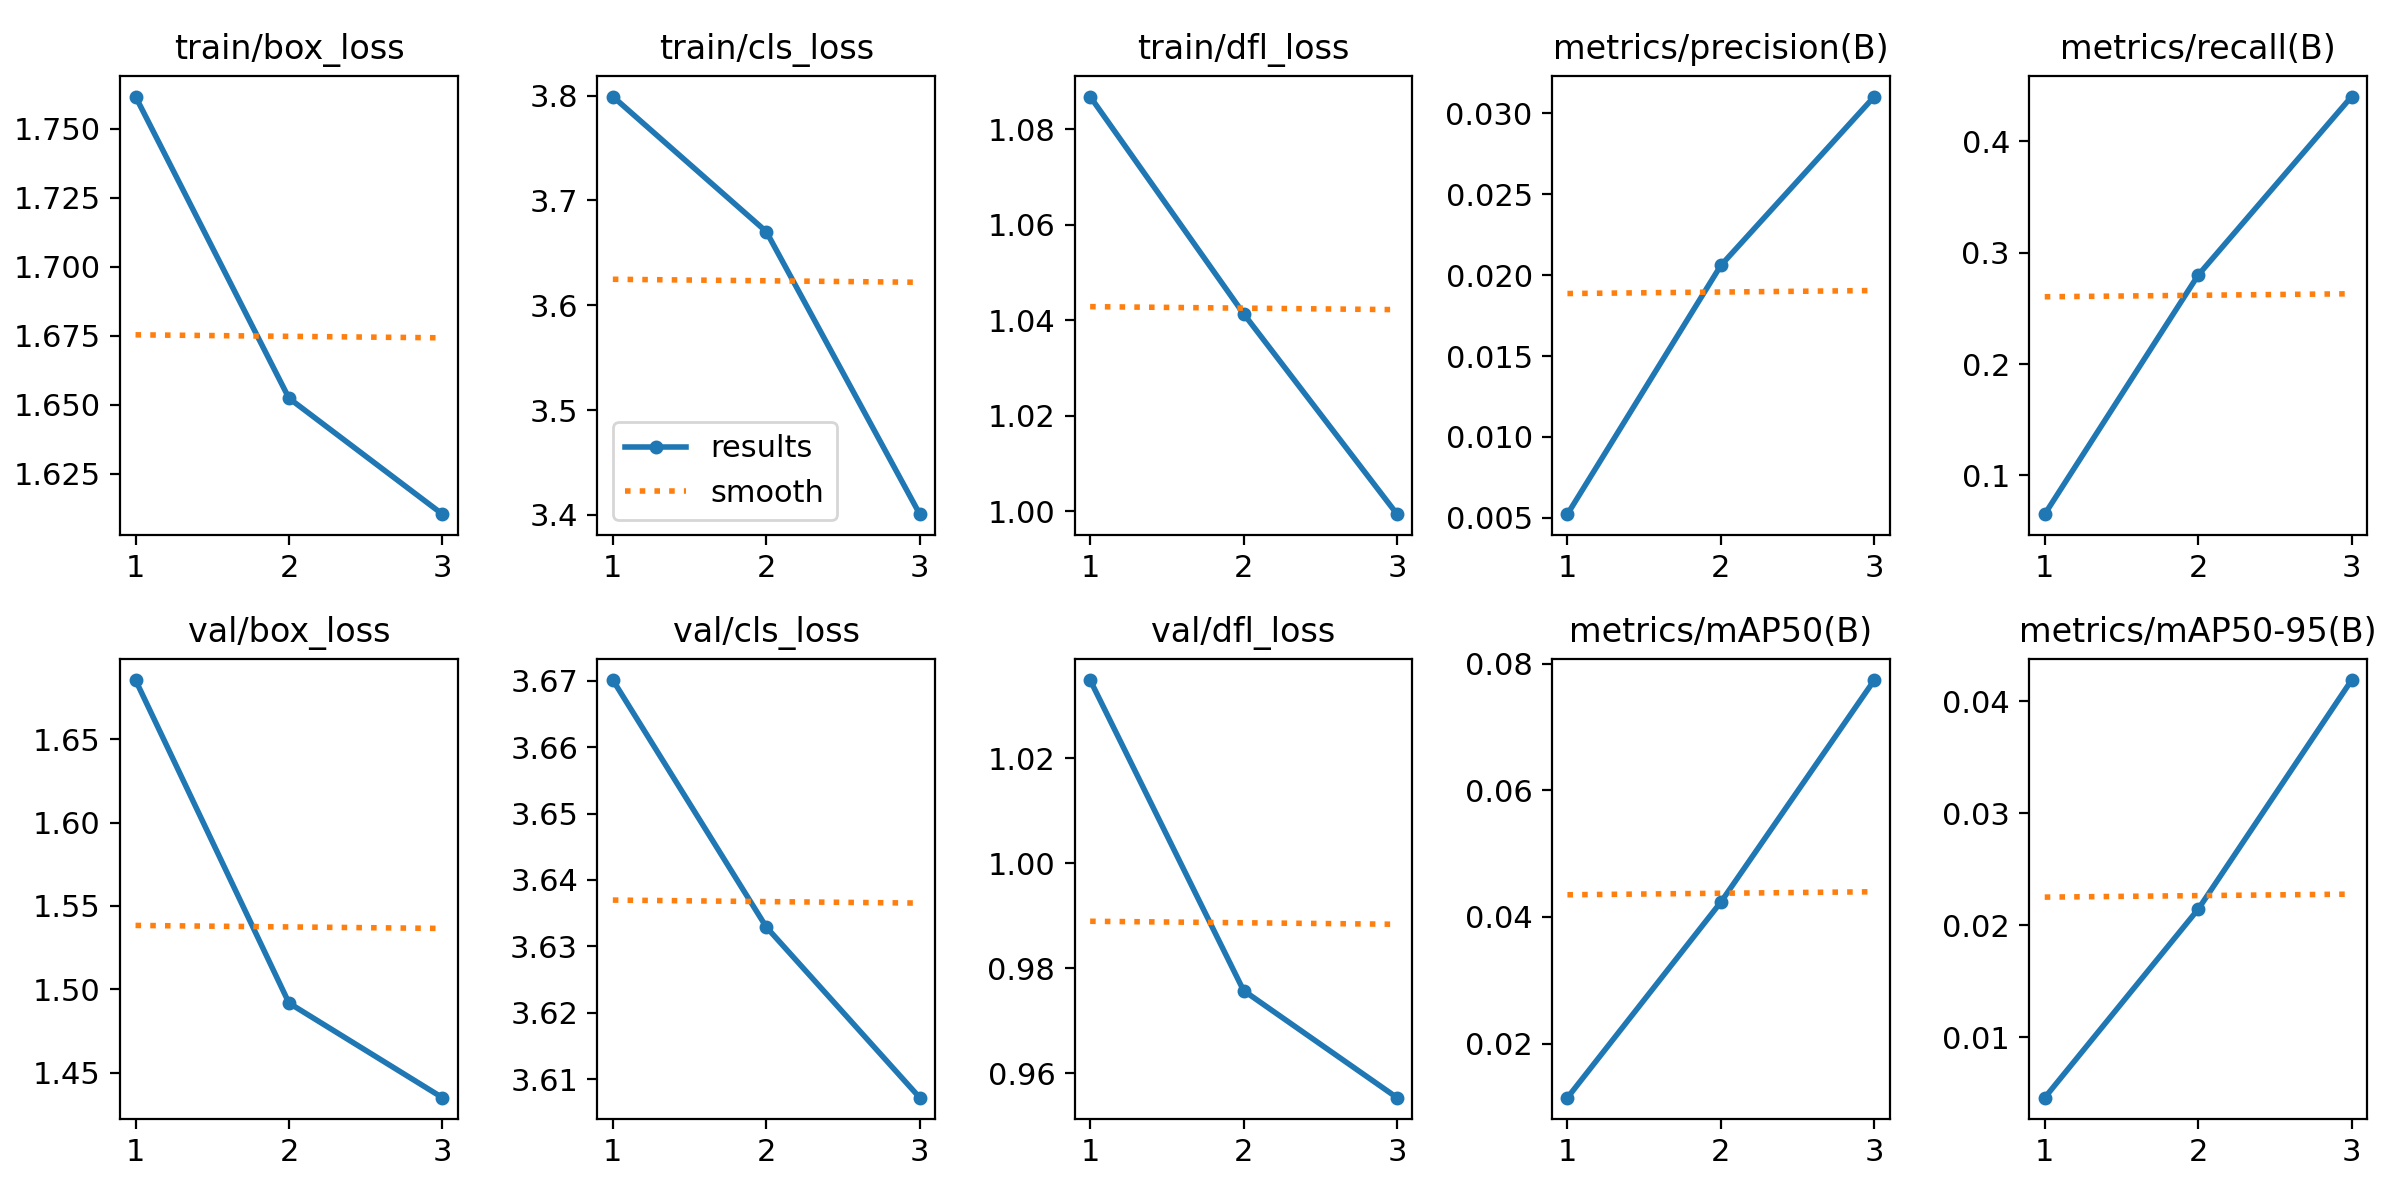 train/box_loss
1.750
1.725
1.700
1.675
1.650
1.625
1 2 3
train/cls_loss
3.8
3.7
3.6
3.5
3.4
results
smooth
1 2 3
train/dfl_loss
1.08
1.06
1.04
1.02
1.00
1 2 3
metrics/precision(B)
0.030
0.025
0.020
0.015
0.010
0.005
1 2 3
metrics/recall(B)
0.4
0.3
0.2
0.1
1 2 3
val/box_loss
1.65
1.60
1.55
1.50
1.45
1 2 3
val/cls_loss
3.67
3.66
3.65
3.64
3.63
3.62
3.61
1 2 3
val/dfl_loss
1.02
1.00
0.98
0.96
1 2 3
metrics/mAP50(B)
0.08
0.06
0.04
0.02
1 2 3
metrics/mAP50-95(B)
0.04
0.03
0.02
0.01
1 2 3